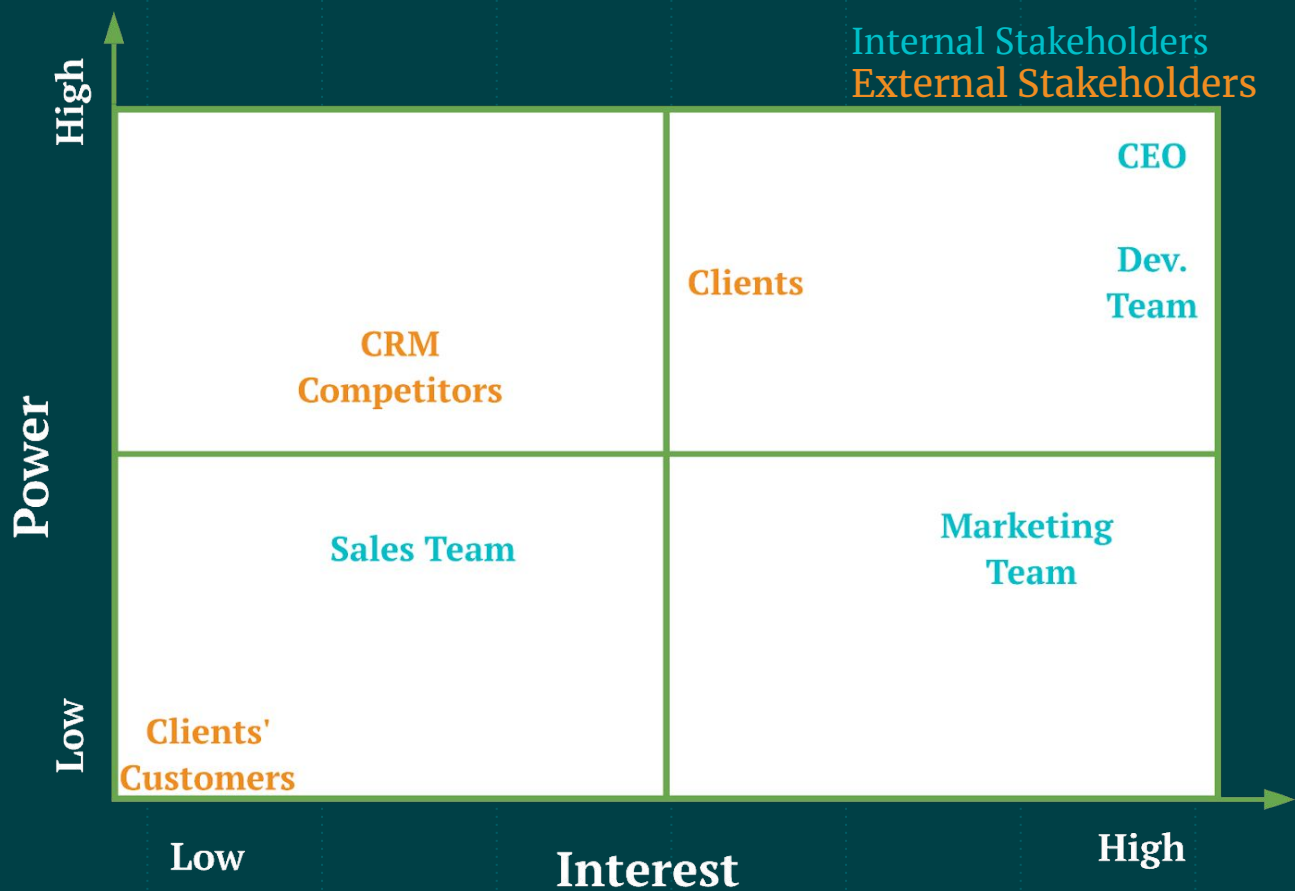 Internal Stakeholders
External Stakeholders
High
CEO
Dev.
Team
Clients
CRM
Competitors
Power
Marketing
Team
Sales Team
Low
Clients'
Customers
Low
Interest
High